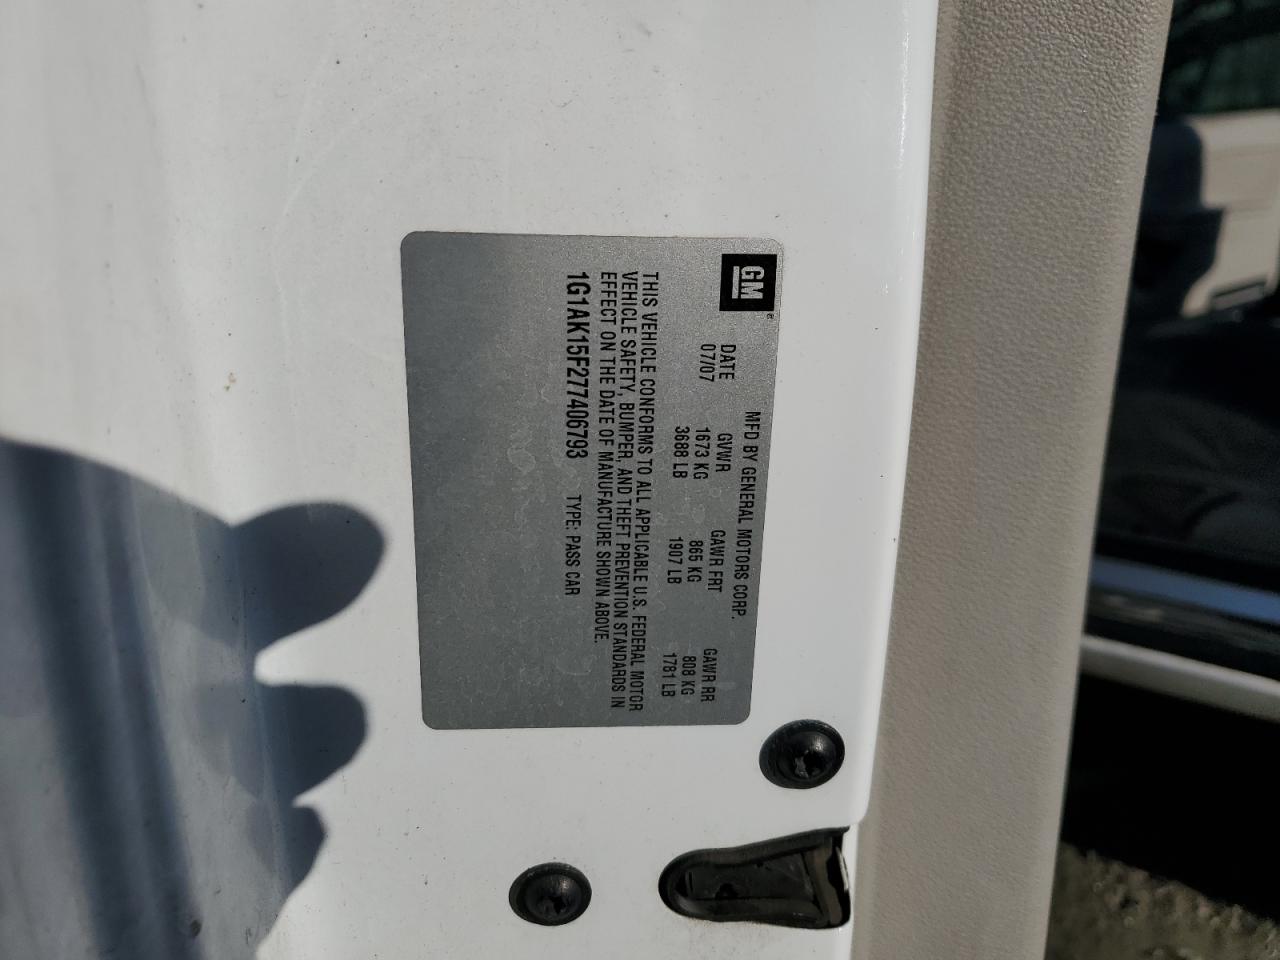 GM®
MFD BY GENERAL MOTORS CORP.
DATE GVWR GAWR FRT GAWR RR
07/07 1673 KG 865 KG 808 KG
3688 LB 1907 LB 1781 LB
THIS VEHICLE CONFORMS TO ALL APPLICABLE U.S. FEDERAL MOTOR
VEHICLE SAFETY, BUMPER, AND THEFT PREVENTION STANDARDS IN
EFFECT ON THE DATE OF MANUFACTURE SHOWN ABOVE.
1G1AK15F277406793 TYPE: PASS CAR